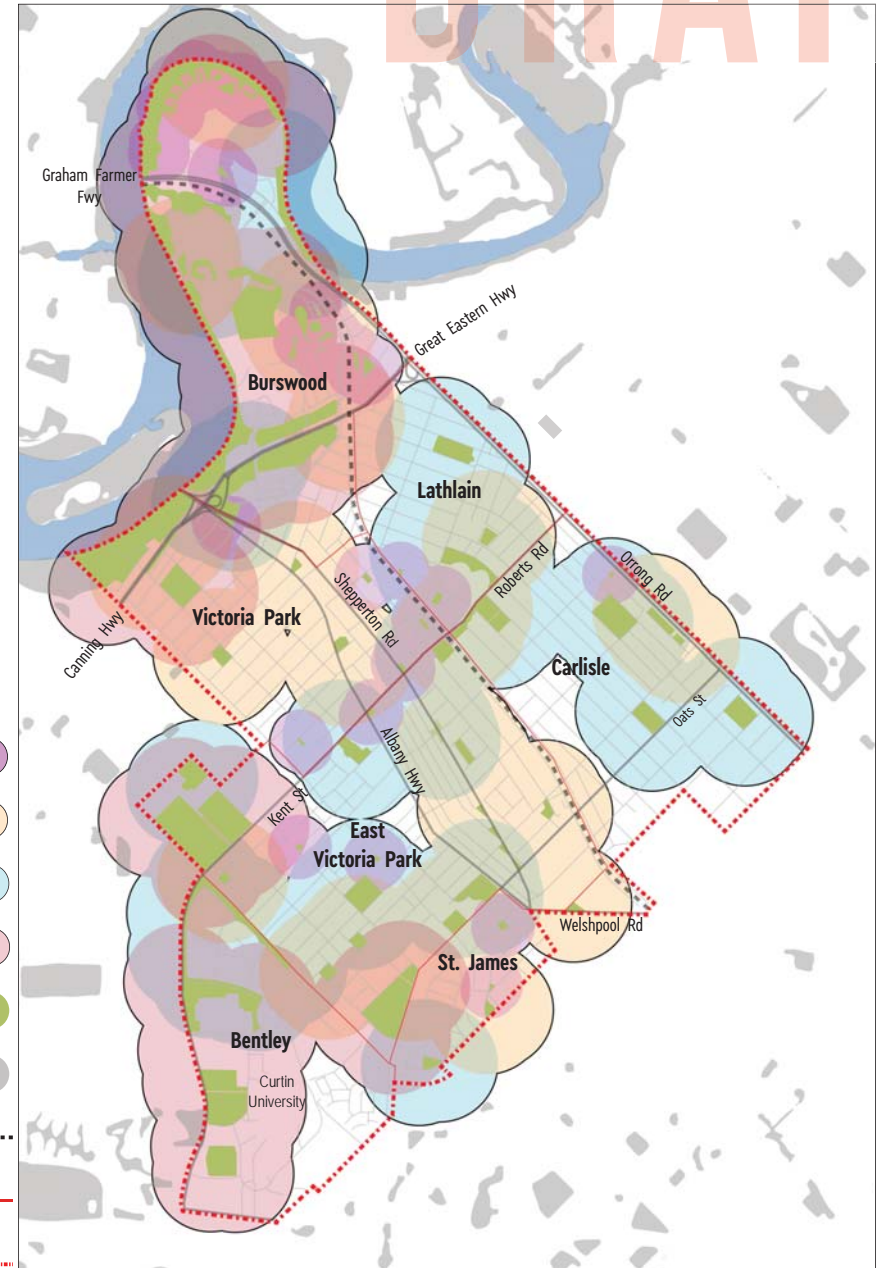 DRAFT
Graham Farmer
Fwy
Great Eastern Hwy
Burswood
Lathlain
Roberts Rd
Orrong Rd
Shepperton Rd
Victoria Park
Canning Hwy
Carlisle
Oats St
Albany Hwy
Kent St
East
Victoria Park
Welshpool Rd
St. James
Bentley
Curtin
University